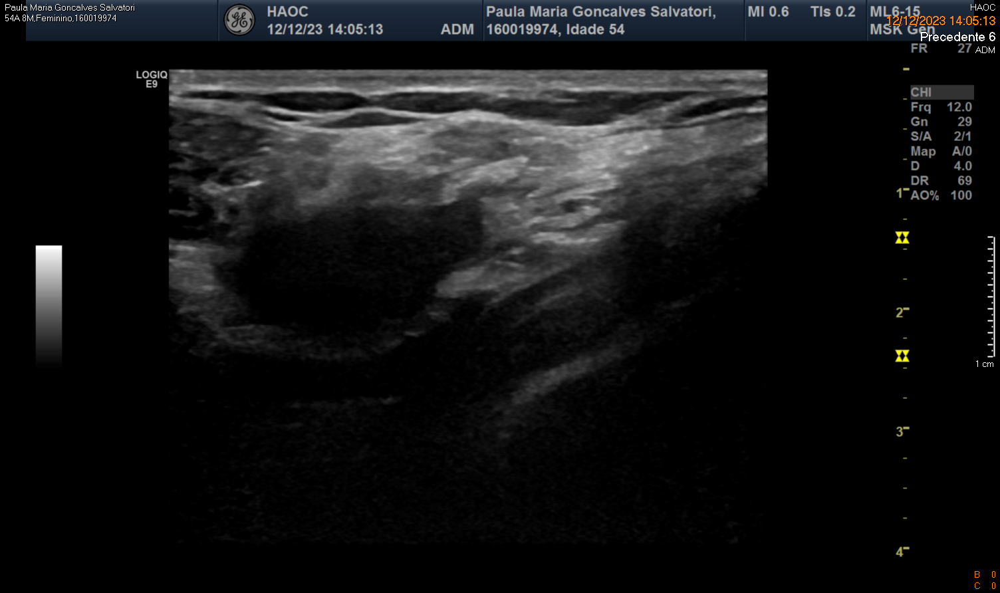 Paula Maria Goncalves Salvatori
54A 8M,Feminino,160019974
HAOC
12/12/23 14:05:13
ADM
Paula Maria Goncalves Salvatori,
160019974, Idade 54
MI 0.6
TIs 0.2
ML6-15
MSK Gen
HAOC
12/12/2023 14:05:13
Precedente 6
ADM
FR 27
LOGIQ
E9
CHI
Frq 12.0
Gn 29
S/A 2/1
Map A/0
D 4.0
DR 69
AO% 100
1
2
3
4
1 cm
B 0
C 0